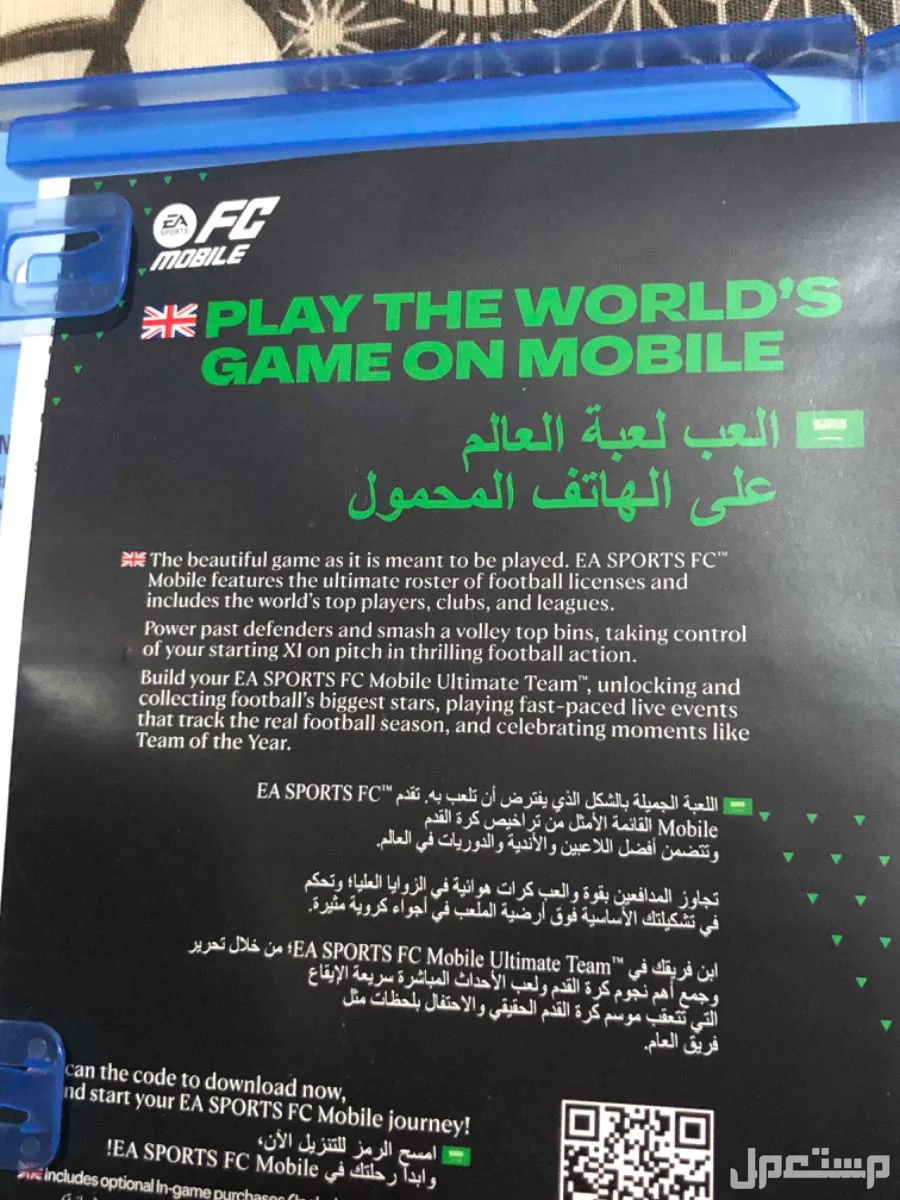 EA SPORTS FC
MOBILE
PLAY THE WORLD'S
GAME ON MOBILE
العب لعبة العالم
على الهاتف المحمول
The beautiful game as it is meant to be played. EA SPORTS FC™
Mobile features the ultimate roster of football licenses and
includes the world's top players, clubs, and leagues.
Power past defenders and smash a volley top bins, taking control
of your starting XI on pitch in thrilling football action.
Build your EA SPORTS FC Mobile Ultimate Team™, unlocking and
collecting football's biggest stars, playing fast-paced live events
that track the real football season, and celebrating moments like
Team of the Year.
اللعبة الجميلة بالشكل الذي يفترض أن تلعب به. تقدم EA SPORTS FC™
Mobile القائمة الأمثل من تراخيص كرة القدم
وتتضمن أفضل اللاعبين والأندية والدوريات في العالم.
تجاوز المدافعين بقوة والعب كرات هوائية في الزوايا العليا؛ وتحكم
في تشكيلتك الأساسية فوق أرضية الملعب في أجواء كروية مثيرة.
ابن فريقك في EA SPORTS FC Mobile Ultimate Team™؛ من خلال تحرير
وجمع أهم نجوم كرة القدم ولعب الأحداث المباشرة سريعة الإيقاع
التي تتعقب موسم كرة القدم الحقيقي والاحتفال بلحظات مثل
فريق العام.
can the code to download now,
nd start your EA SPORTS FC Mobile journey!
امسح الرمز للتنزيل الآن،
وابدأ رحلتك في EA SPORTS FC Mobile!
includes optional In-game purchases
مستعمل